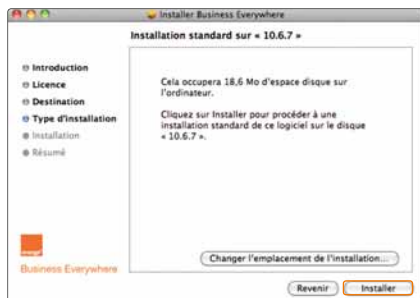 Installer Business Everywhere
Installation standard sur « 10.6.7 »
Introduction
Licence
Destination
Type d'installation
Installation
Résumé
Cela occupera 18,6 Mo d'espace disque sur
l'ordinateur.
Cliquez sur Installer pour procéder à une
installation standard de ce logiciel sur le disque
« 10.6.7 ».
Changer l'emplacement de l'installation...
orange
Business Everywhere
Revenir
Installer